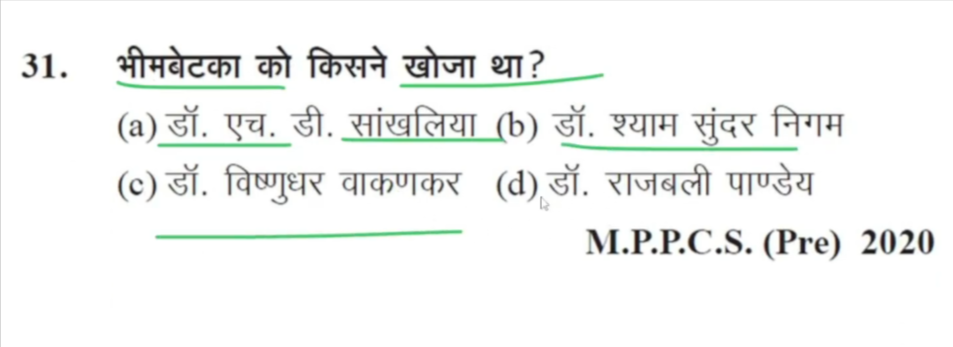 31. भीमबेटका को किसने खोजा था?
(a) डॉ. एच. डी. सांखलिया (b) डॉ. श्याम सुंदर निगम
(c) डॉ. विष्णुधर वाकणकर (d) डॉ. राजबली पाण्डेय
M.P.P.C.S. (Pre) 2020